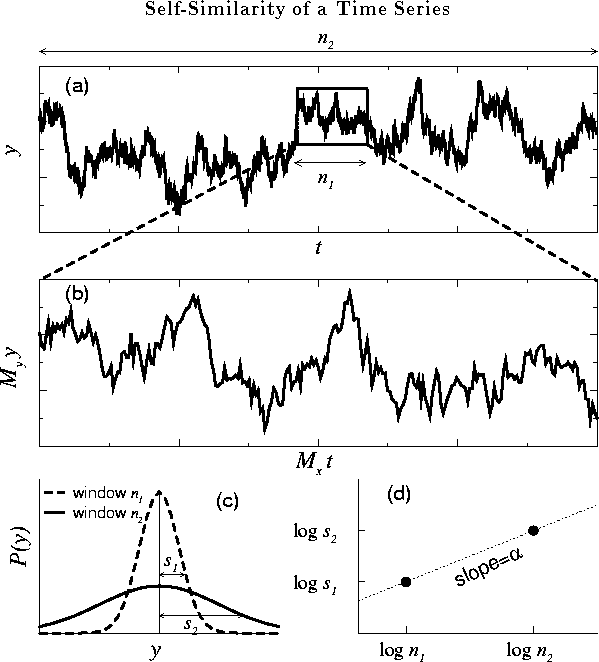 Self-Similarity of a Time Series
n₂
(a)
y
n₁
t
(b)
Mᵧ y
Mₓ t
window n₁
window n₂
(c)
P(y)
s₁
s₂
y
(d)
log s₂
log s₁
slope=α
log n₁
log n₂